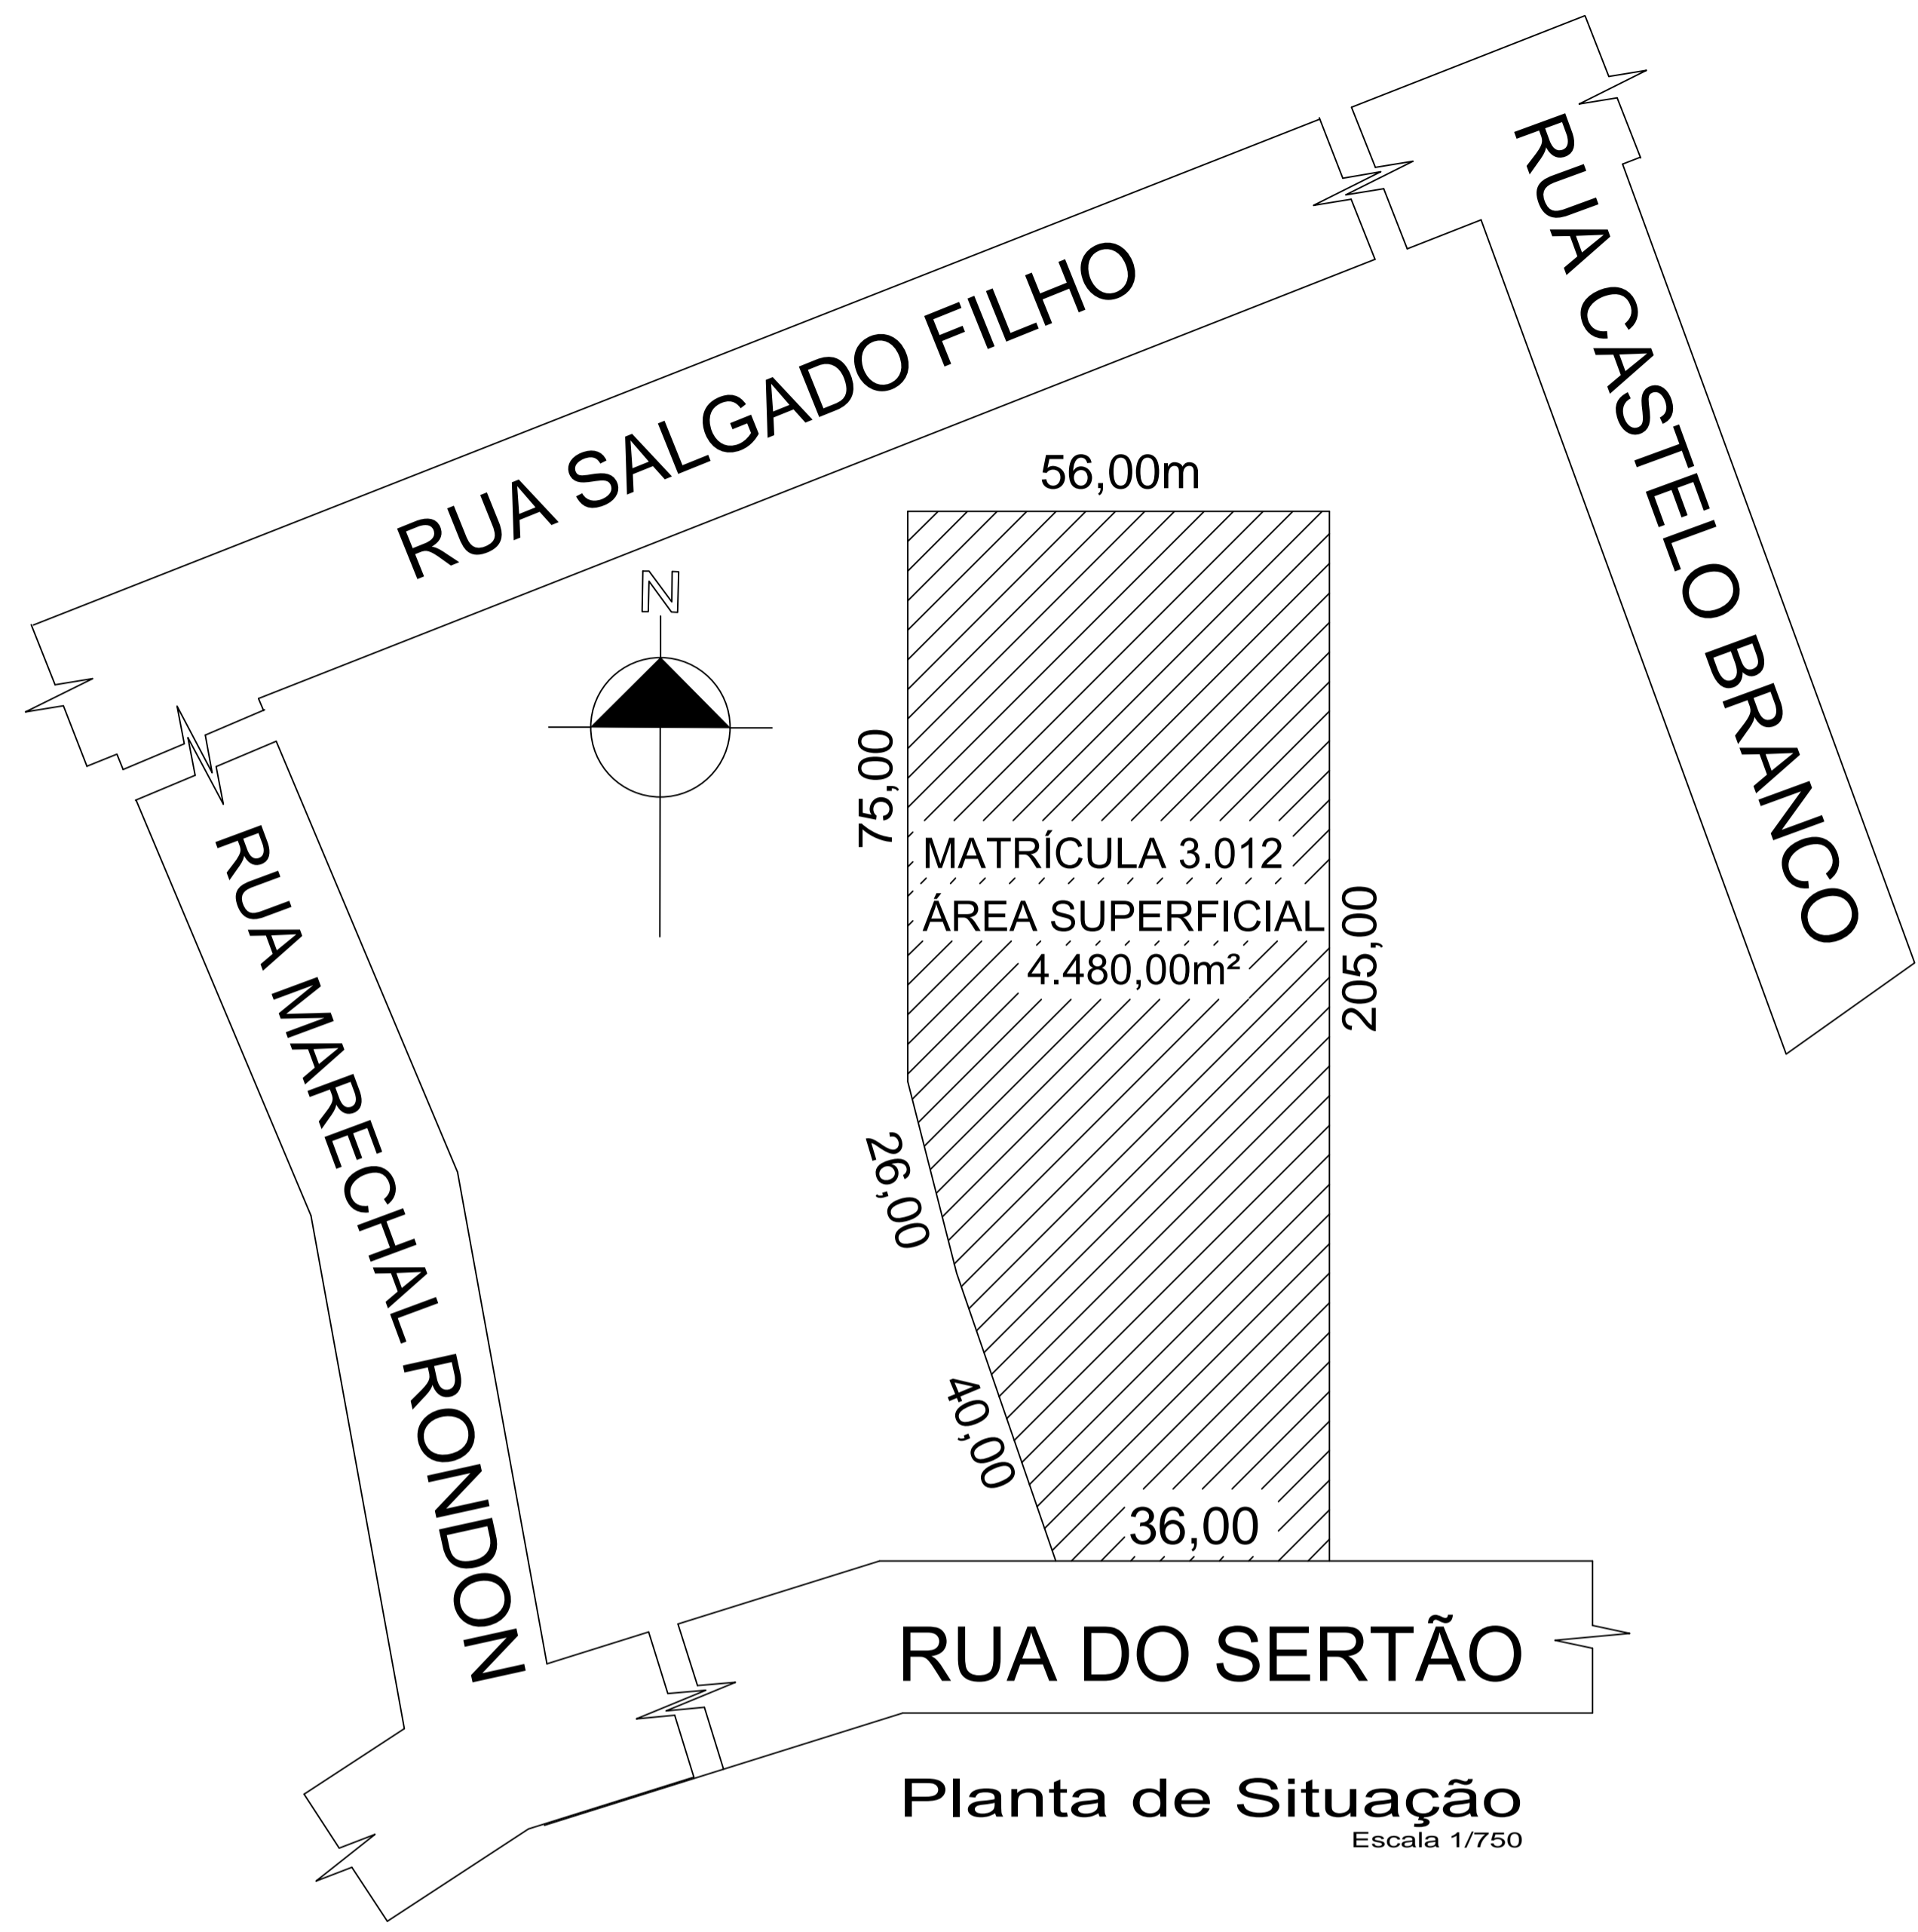 RUA CASTELO BRANCO
RUA SALGADO FILHO
56,00m
N
75,00
RUA MARECHAL RONDON
MATRÍCULA 3.012
ÁREA SUPERFICIAL
4.480,00m²
205,00
26,00
40,00
36,00
RUA DO SERTÃO
Planta de Situação
Escala 1/750